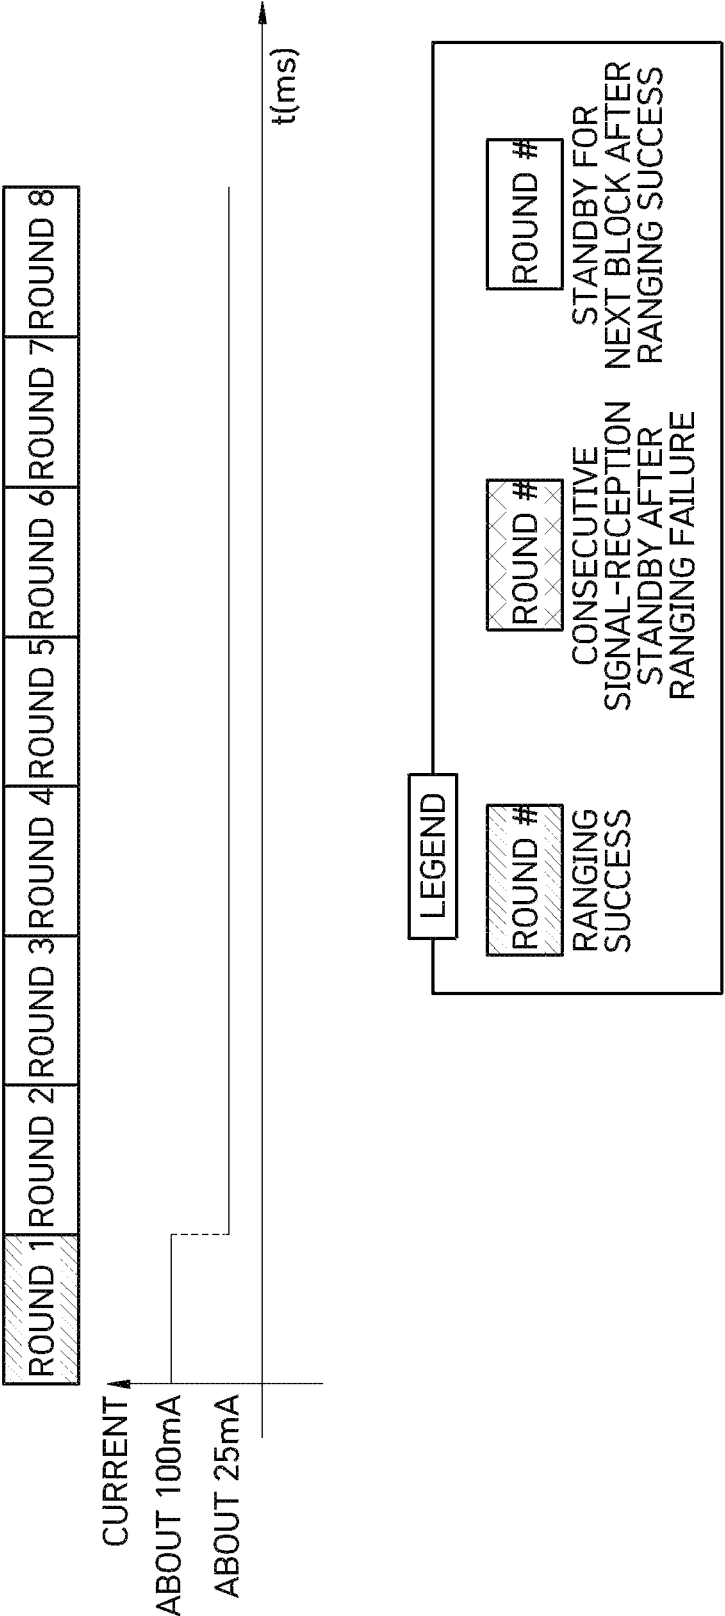 ROUND 1 ROUND 2 ROUND 3 ROUND 4 ROUND 5 ROUND 6 ROUND 7 ROUND 8
CURRENT
ABOUT 100mA
ABOUT 25mA
t(ms)
LEGEND
ROUND #
RANGING
SUCCESS
ROUND #
CONSECUTIVE
SIGNAL-RECEPTION
STANDBY AFTER
RANGING FAILURE
ROUND #
STANDBY FOR
NEXT BLOCK AFTER
RANGING SUCCESS